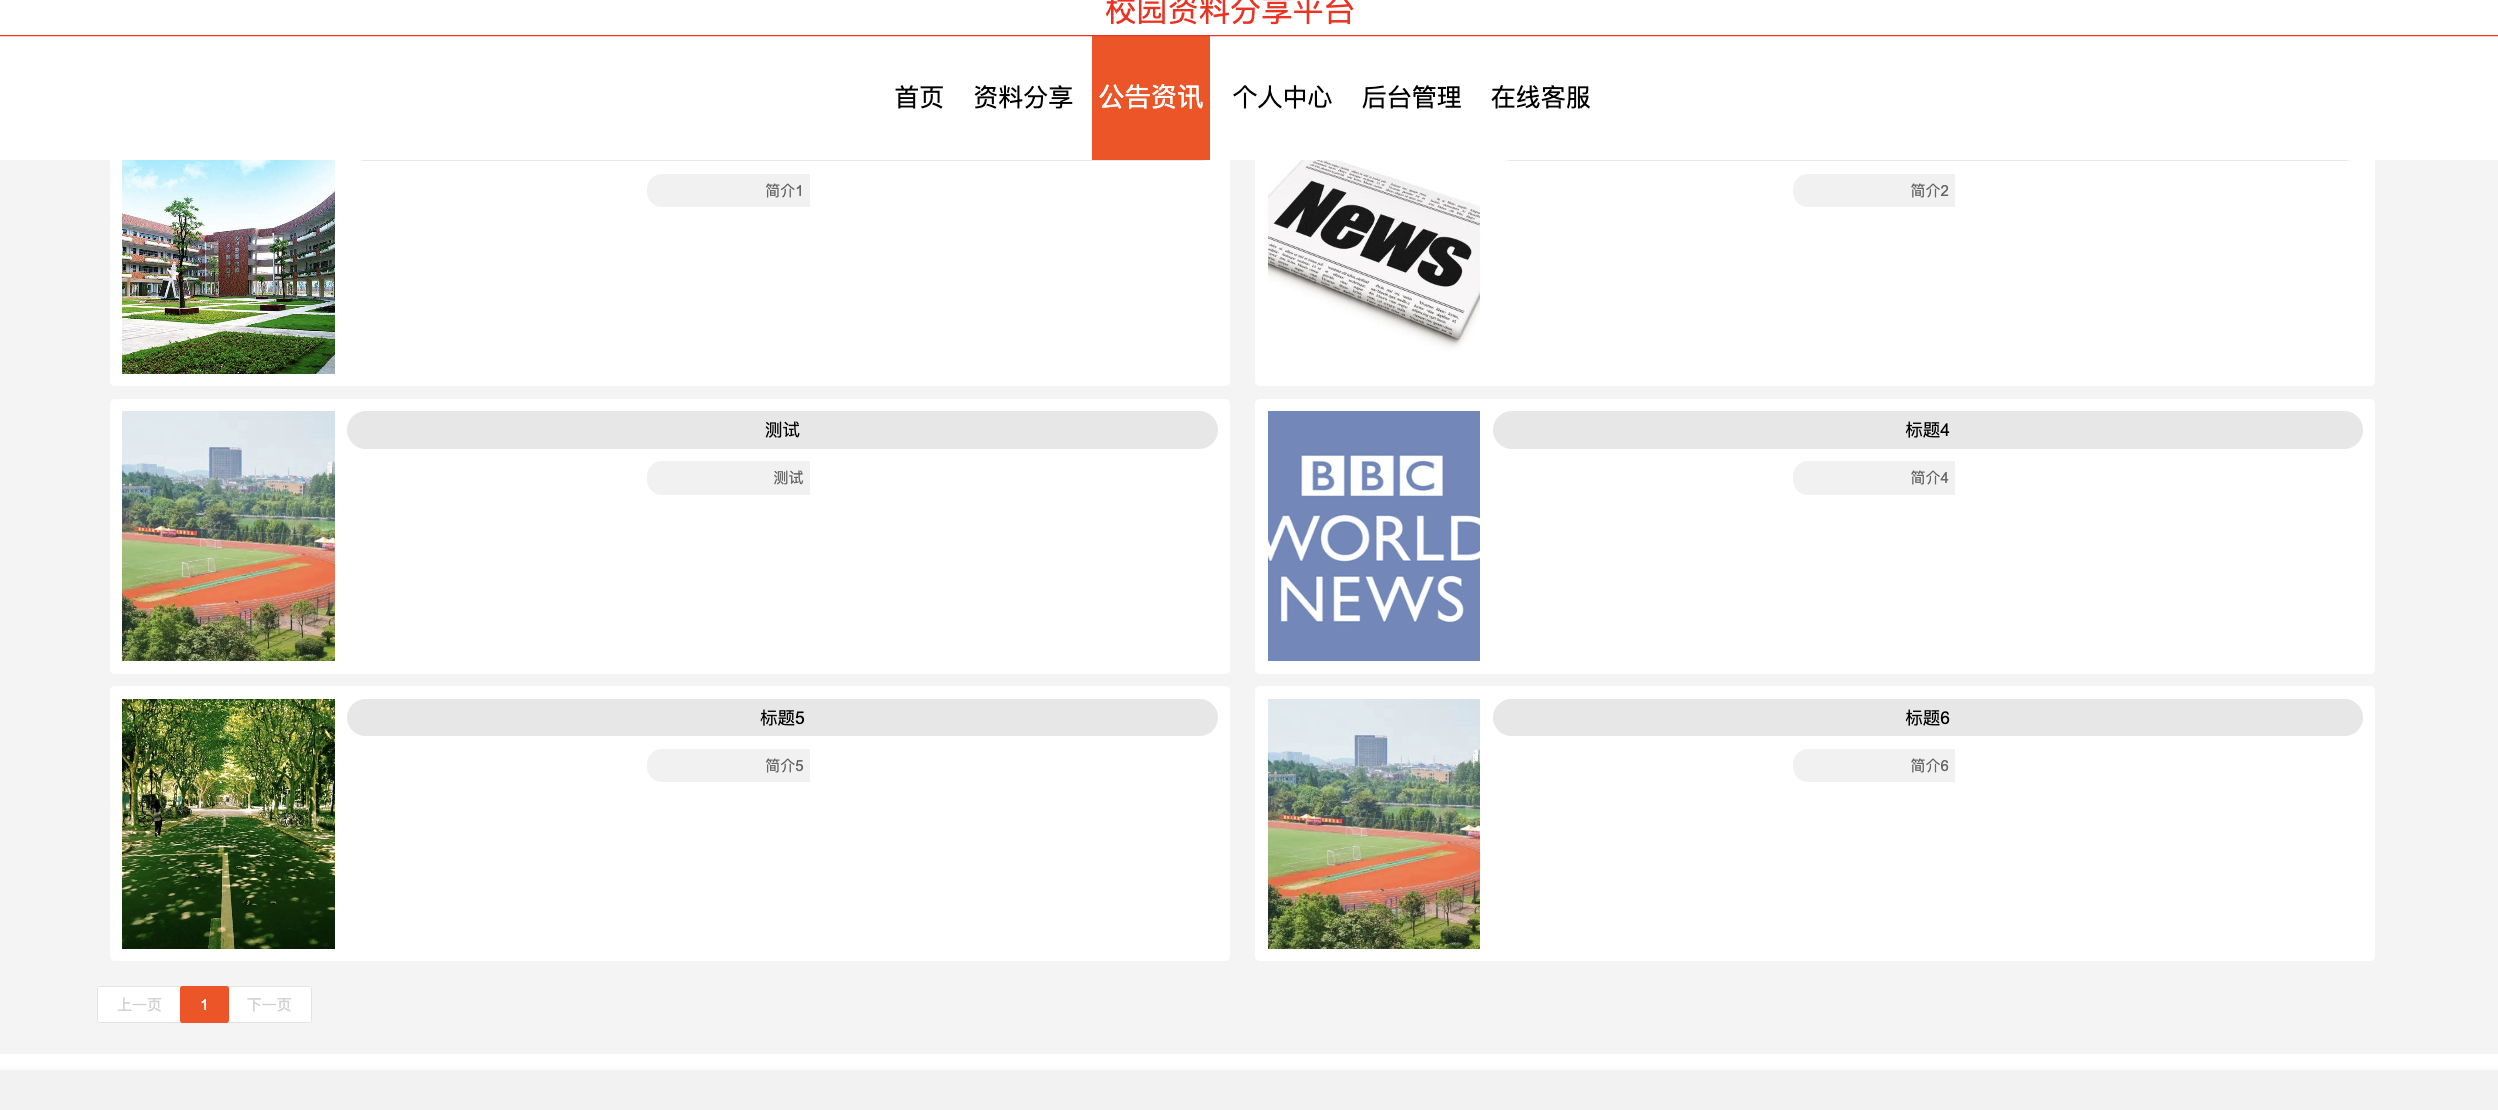 校园资料分享平台
首页 资料分享 公告资讯 个人中心 后台管理 在线客服
简介1
News
简介2
测试
测试
BBC
WORLD
NEWS
标题4
简介4
标题5
简介5
标题6
简介6
上一页 1 下一页